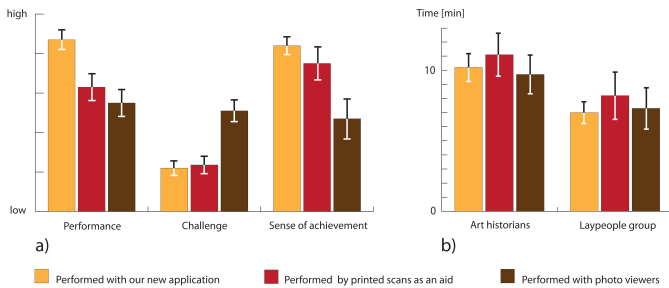 high
low
Performance
Challenge
Sense of achievement
a)
Time [min]
10
0
Art historians
Laypeople group
b)
Performed with our new application
Performed by printed scans as an aid
Performed with photo viewers